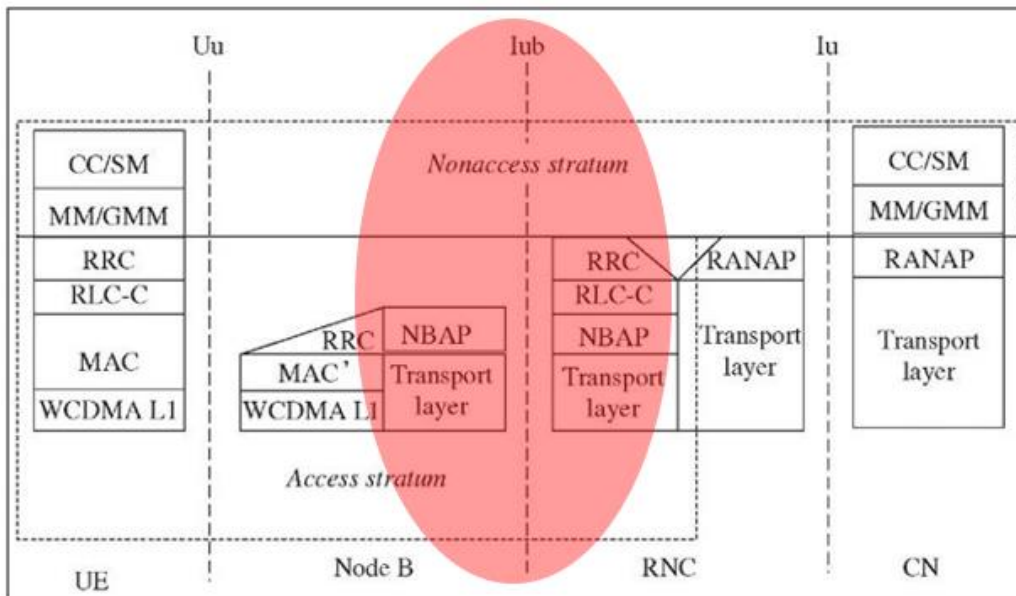 Uu
Iub
Iu
Nonaccess stratum
CC/SM
MM/GMM
RRC
RLC-C
MAC
WCDMA L1
RRC
MAC’
WCDMA L1
NBAP
Transport
layer
RRC
RLC-C
NBAP
Transport
layer
RANAP
Transport
layer
CC/SM
MM/GMM
RANAP
Transport
layer
Access stratum
UE
Node B
RNC
CN